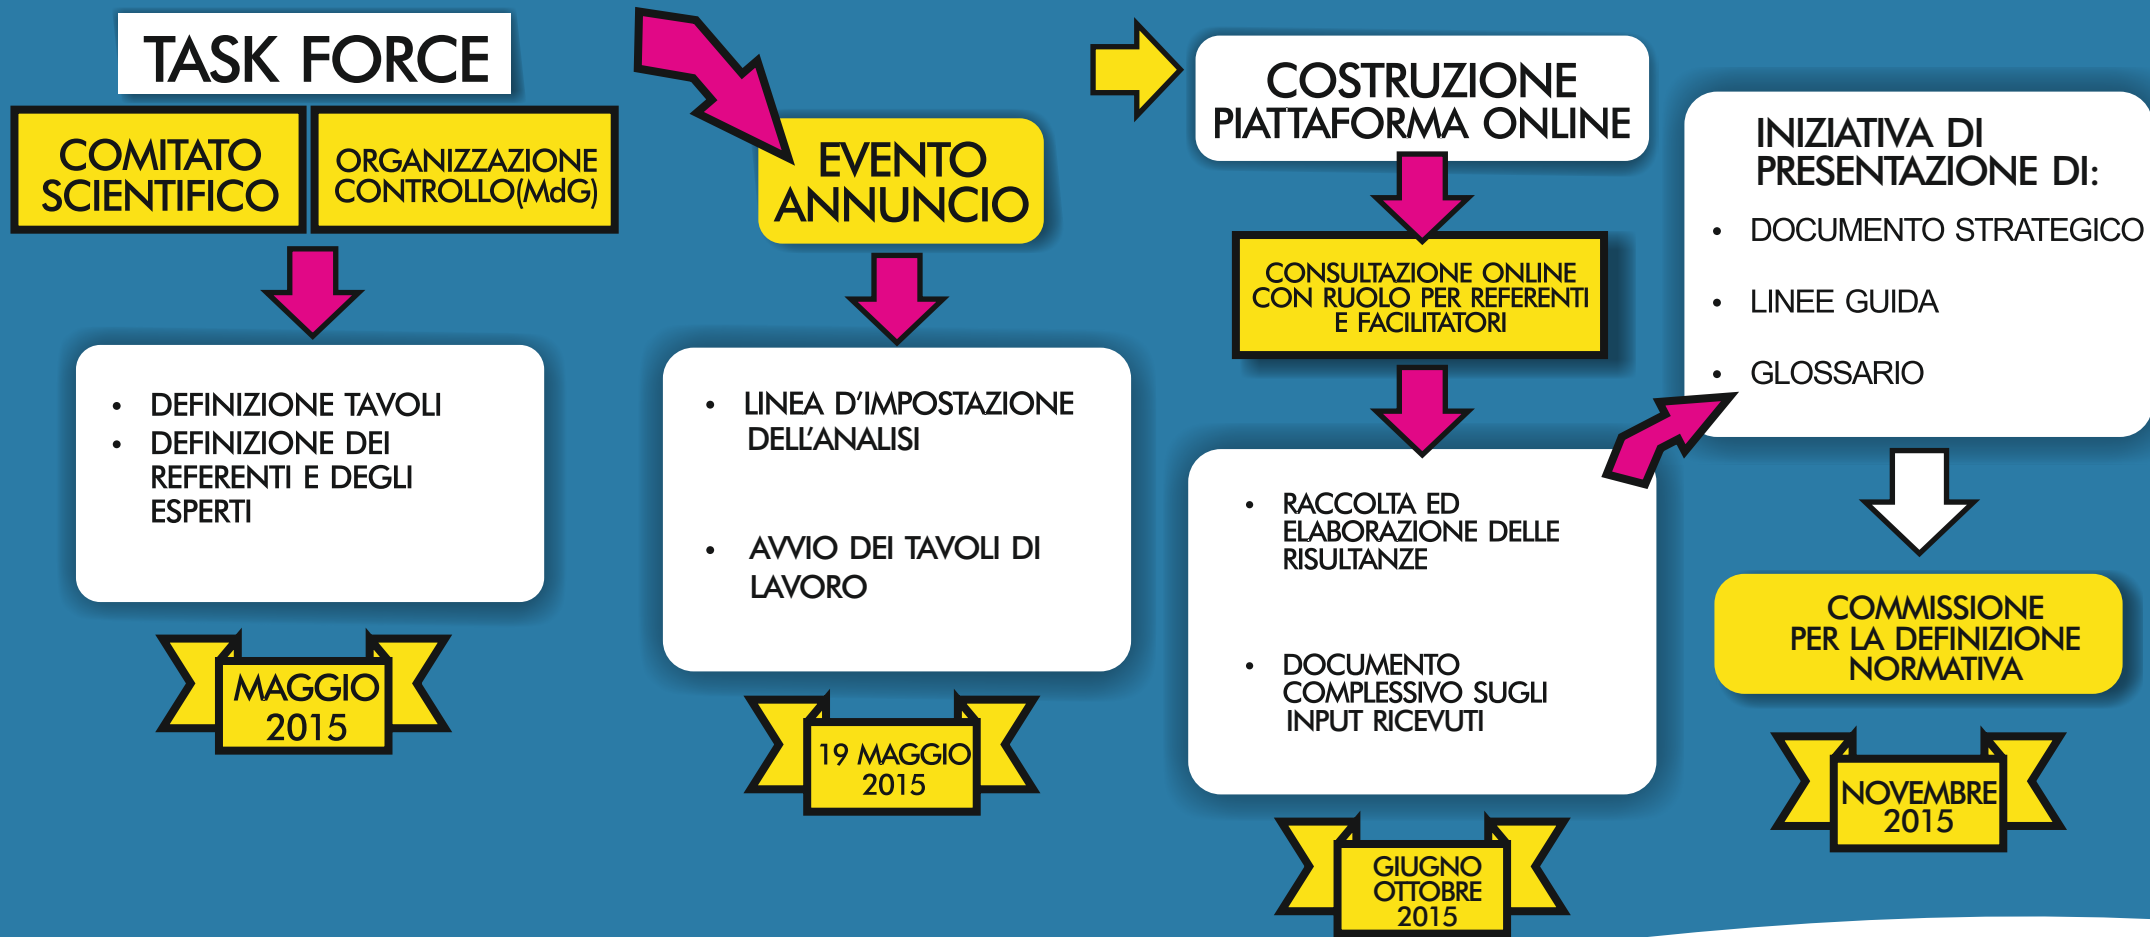 TASK FORCE
COMITATO
SCIENTIFICO
ORGANIZZAZIONE
CONTROLLO(MdG)
• DEFINIZIONE TAVOLI
• DEFINIZIONE DEI
REFERENTI E DEGLI
ESPERTI
MAGGIO
2015
EVENTO
ANNUNCIO
• LINEA D'IMPOSTAZIONE
DELL'ANALISI
• AVVIO DEI TAVOLI DI
LAVORO
19 MAGGIO
2015
COSTRUZIONE
PIATTAFORMA ONLINE
CONSULTAZIONE ONLINE
CON RUOLO PER REFERENTI
E FACILITATORI
• RACCOLTA ED
ELABORAZIONE DELLE
RISULTANZE
• DOCUMENTO
COMPLESSIVO SUGLI
INPUT RICEVUTI
GIUGNO
OTTOBRE
2015
INIZIATIVA DI
PRESENTAZIONE DI:
• DOCUMENTO STRATEGICO
• LINEE GUIDA
• GLOSSARIO
COMMISSIONE
PER LA DEFINIZIONE
NORMATIVA
NOVEMBRE
2015